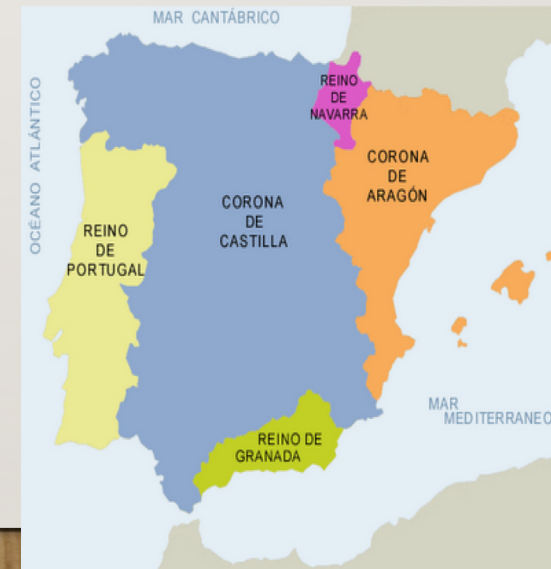 MAR CANTÁBRICO
OCÉANO ATLÁNTICO
REINO
DE
NAVARRA
CORONA
DE
ARAGÓN
CORONA
DE
CASTILLA
REINO
DE
PORTUGAL
MAR
MEDITERRANEO
REINO DE
GRANADA